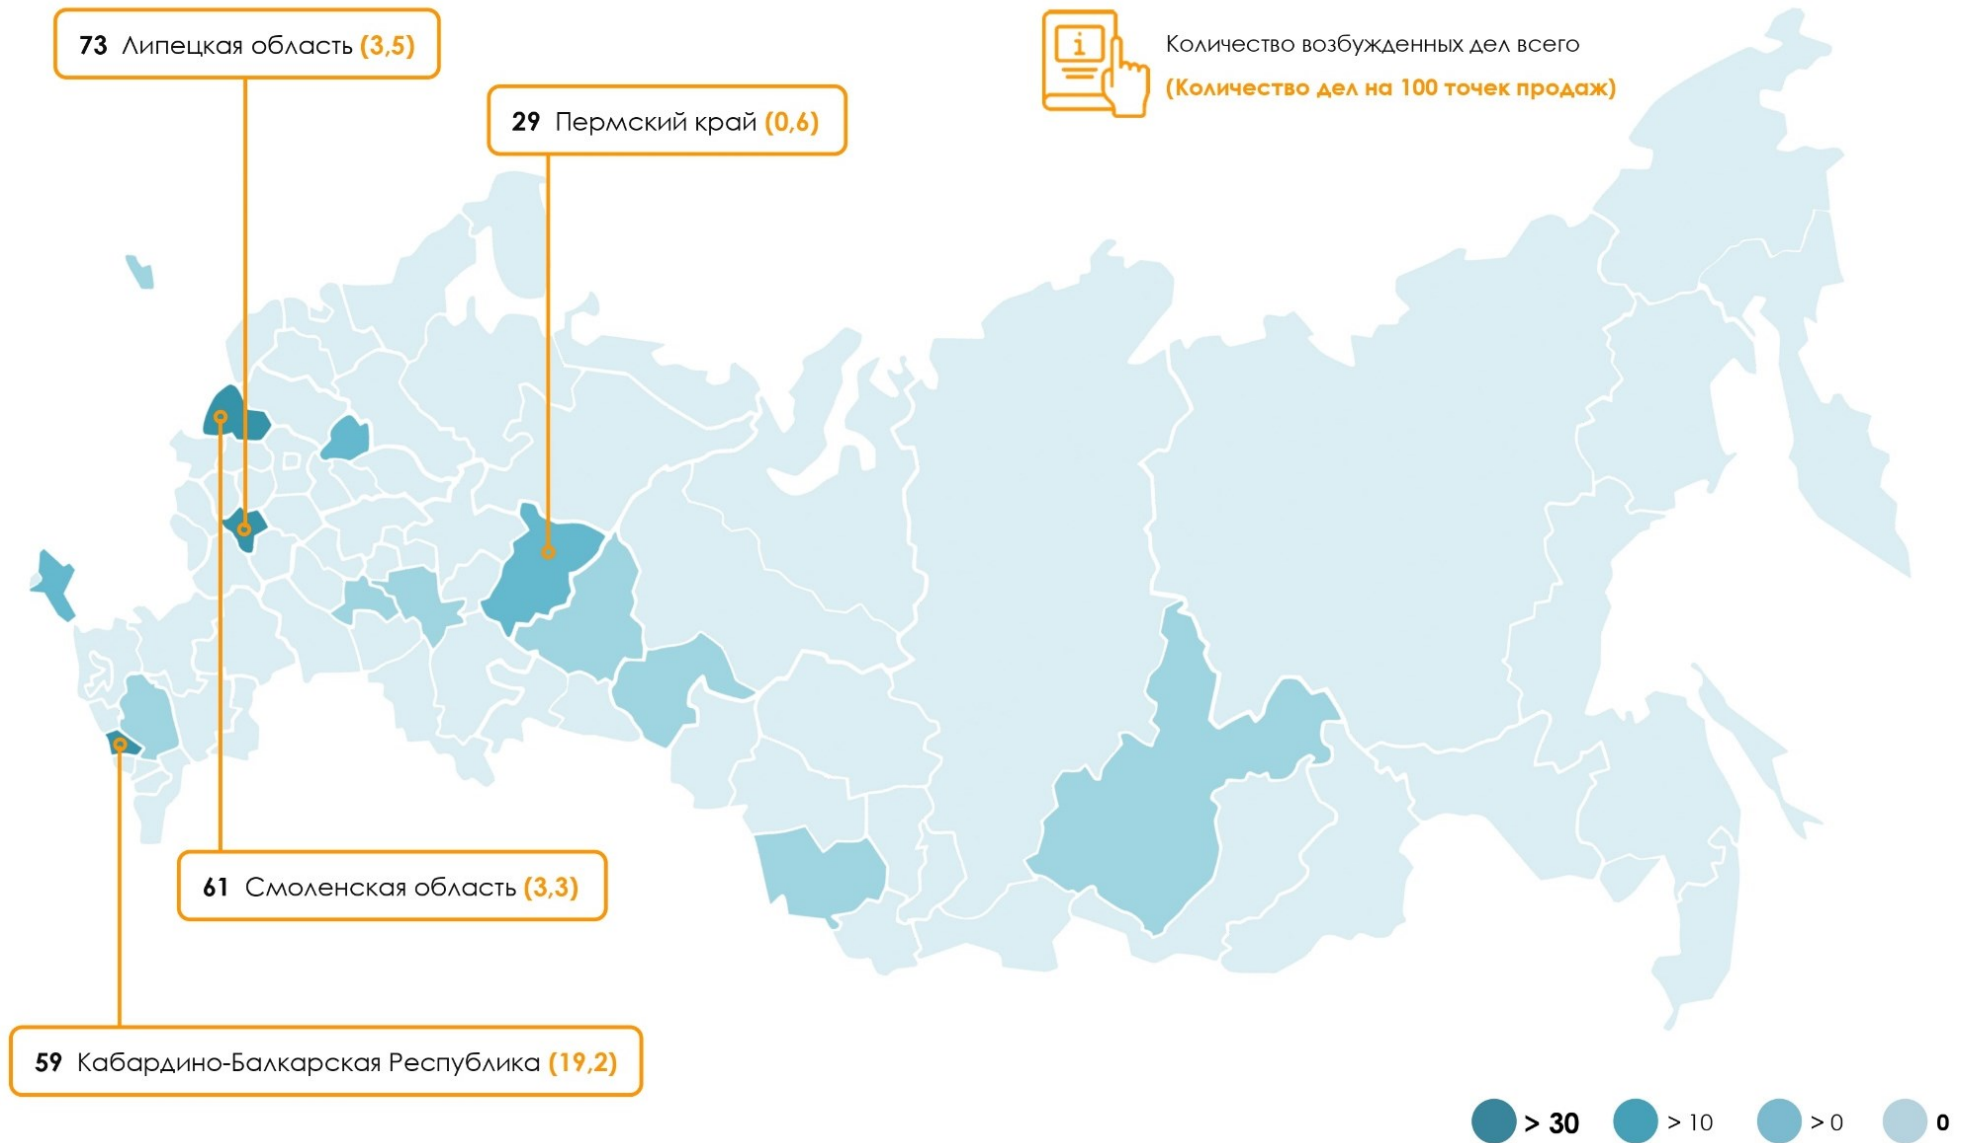 73 Липецкая область (3,5)
Количество возбужденных дел всего
(Количество дел на 100 точек продаж)
29 Пермский край (0,6)
61 Смоленская область (3,3)
59 Кабардино-Балкарская Республика (19,2)
> 30
> 10
> 0
0